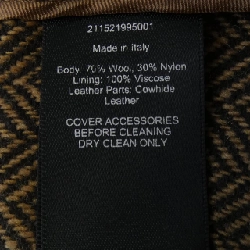 211521995001
Made in Italy
Body: 70% Wool, 30% Nylon
Lining: 100% Viscose
Leather Parts: Cowhide
Leather
COVER ACCESSORIES
BEFORE CLEANING
DRY CLEAN ONLY